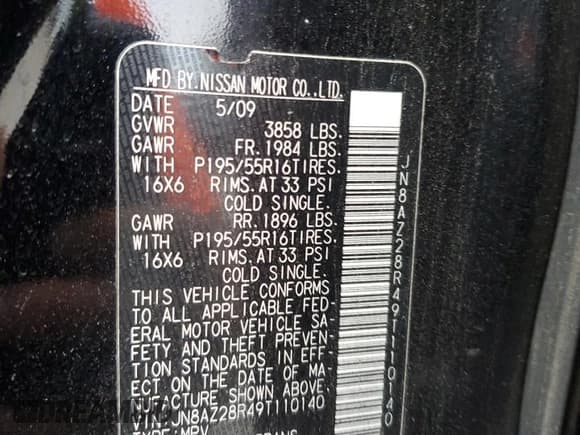 MFD BY.NISSAN MOTOR CO.,LTD.
DATE 5/09
GVWR 3858 LBS.
GAWR FR. 1984 LBS.
WITH P195/55R16TIRES.
16X6 RIMS. AT 33 PSI
COLD SINGLE.
GAWR RR. 1896 LBS.
WITH P195/55R16TIRES.
16X6 RIMS. AT 33 PSI
COLD SINGLE.
THIS VEHICLE CONFORMS
TO ALL APPLICABLE FED-
ERAL MOTOR VEHICLE SA-
FETY AND THEFT PREVEN-
TION STANDARDS IN EFF-
ECT ON THE DATE OF MA-
NUFACTURE SHOWN ABOVE.
VIN:JN8AZ28R49T110140
TYPE:MPV
JN8AZ28R49T110140